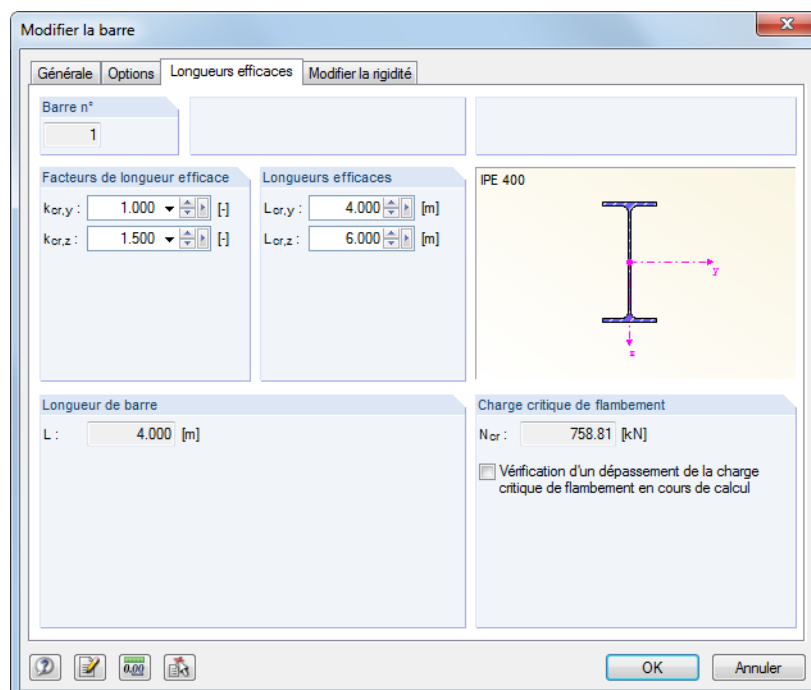 Modifier la barre
Générale Options Longueurs efficaces Modifier la rigidité
Barre n°
1
Facteurs de longueur efficace
kcr,y : 1.000 [-]
kcr,z : 1.500 [-]
Longueurs efficaces
Lcr,y : 4.000 [m]
Lcr,z : 6.000 [m]
IPE 400
y
z
Longueur de barre
L : 4.000 [m]
Charge critique de flambement
Ncr : 758.81 [kN]
Vérification d'un dépassement de la charge
critique de flambement en cours de calcul
0.00
OK Annuler